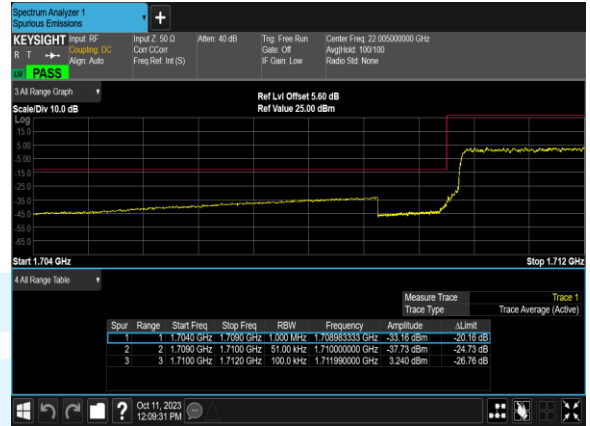 Spectrum Analyzer 1
Spurious Emissions
+
KEYSIGHT Input: RF Input Z: 50 Ω Atten: 40 dB Trig: Free Run Center Freq: 22.005000000 GHz
R T Coupling: DC Corr CCorr Gate: Off Avg|Hold: 100/100
Align: Auto Freq Ref: Int (S) IF Gain: Low Radio Std: None
PASS
3 All Range Graph
Ref Lvl Offset 5.60 dB
Scale/Div 10.0 dB Ref Value 25.00 dBm
Log
15.0
5.00
-5.00
-15.0
-25.0
-35.0
-45.0
-55.0
-65.0
Start 1.704 GHz Stop 1.712 GHz
4 All Range Table
Measure Trace Trace 1
Trace Type Trace Average (Active)
Spur Range Start Freq Stop Freq RBW Frequency Amplitude ΔLimit
1 1 1.7040 GHz 1.7090 GHz 1.000 MHz 1.708983333 GHz -33.16 dBm -20.16 dB
2 2 1.7090 GHz 1.7100 GHz 51.00 kHz 1.710000000 GHz -37.73 dBm -24.73 dB
3 3 1.7100 GHz 1.7120 GHz 100.0 kHz 1.711990000 GHz 3.240 dBm -26.76 dB
? Oct 11, 2023
12:09:31 PM